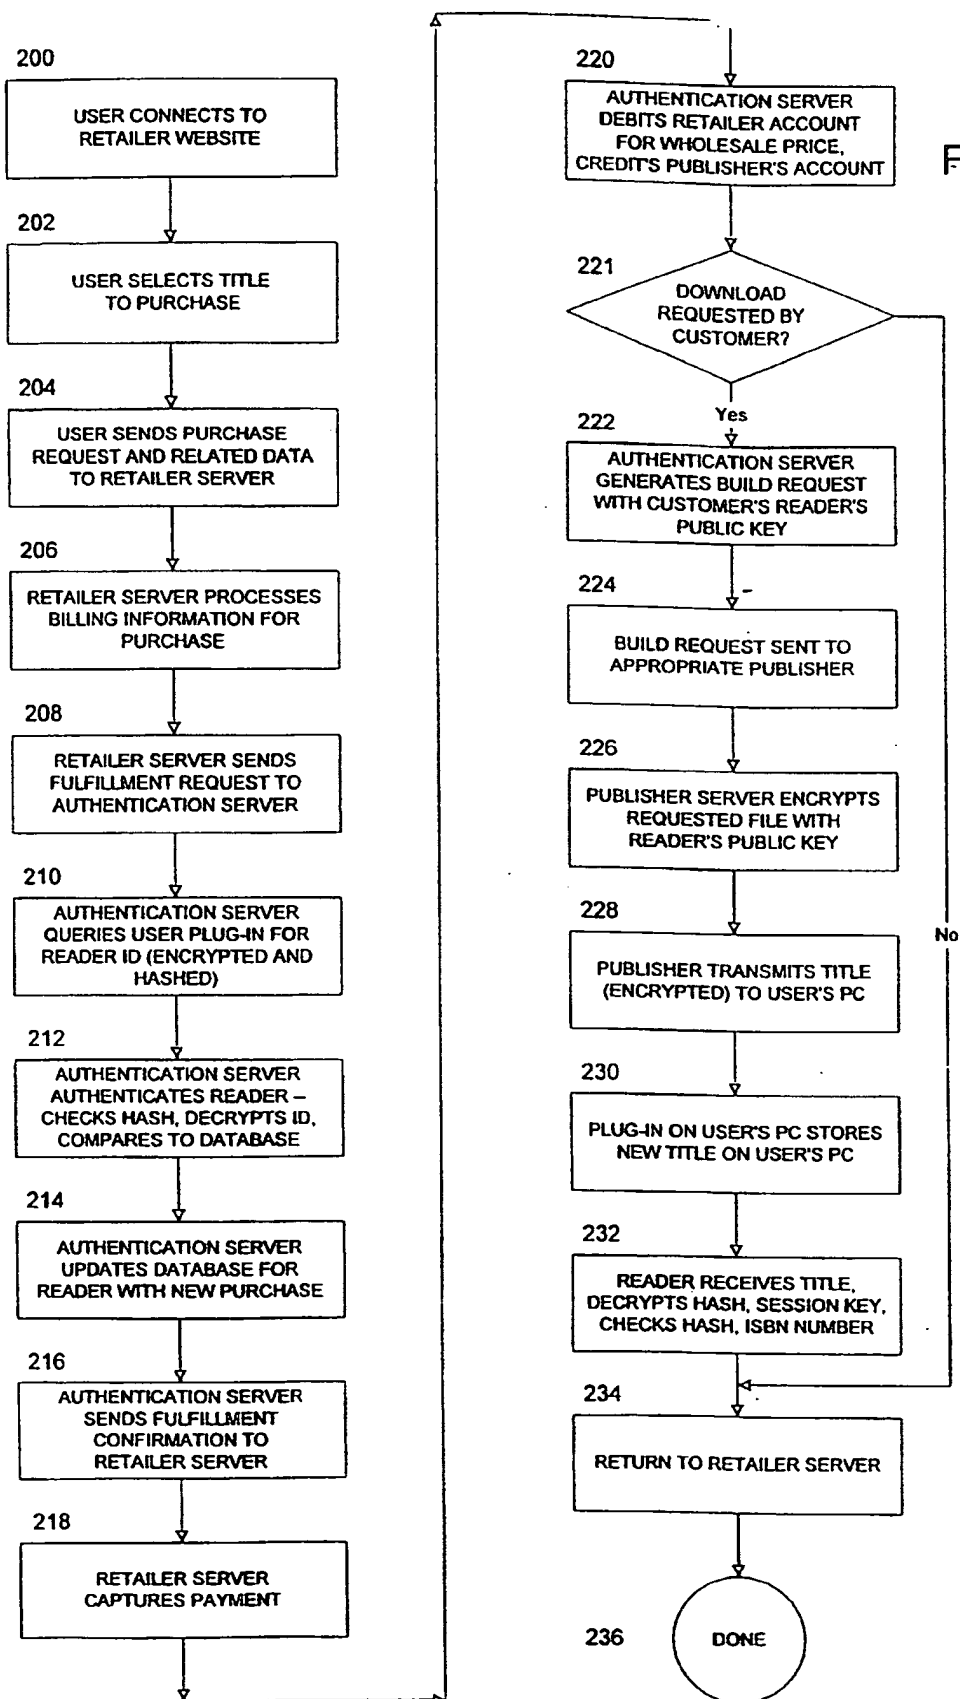 200
USER CONNECTS TO
RETAILER WEBSITE
202
USER SELECTS TITLE
TO PURCHASE
204
USER SENDS PURCHASE
REQUEST AND RELATED DATA
TO RETAILER SERVER
206
RETAILER SERVER PROCESSES
BILLING INFORMATION FOR
PURCHASE
208
RETAILER SERVER SENDS
FULFILLMENT REQUEST TO
AUTHENTICATION SERVER
210
AUTHENTICATION SERVER
QUERIES USER PLUG-IN FOR
READER ID (ENCRYPTED AND
HASHED)
212
AUTHENTICATION SERVER
AUTHENTICATES READER –
CHECKS HASH, DECRYPTS ID,
COMPARES TO DATABASE
214
AUTHENTICATION SERVER
UPDATES DATABASE FOR
READER WITH NEW PURCHASE
216
AUTHENTICATION SERVER
SENDS FULFILLMENT
CONFIRMATION TO
RETAILER SERVER
218
RETAILER SERVER
CAPTURES PAYMENT
220
AUTHENTICATION SERVER
DEBITS RETAILER ACCOUNT
FOR WHOLESALE PRICE,
CREDIT'S PUBLISHER'S ACCOUNT
221
DOWNLOAD
REQUESTED BY
CUSTOMER?
Yes
222
AUTHENTICATION SERVER
GENERATES BUILD REQUEST
WITH CUSTOMER'S READER'S
PUBLIC KEY
224
BUILD REQUEST SENT TO
APPROPRIATE PUBLISHER
226
PUBLISHER SERVER ENCRYPTS
REQUESTED FILE WITH
READER'S PUBLIC KEY
228
PUBLISHER TRANSMITS TITLE
(ENCRYPTED) TO USER'S PC
No
230
PLUG-IN ON USER'S PC STORES
NEW TITLE ON USER'S PC
232
READER RECEIVES TITLE,
DECRYPTS HASH, SESSION KEY,
CHECKS HASH, ISBN NUMBER
234
RETURN TO RETAILER SERVER
236
DONE